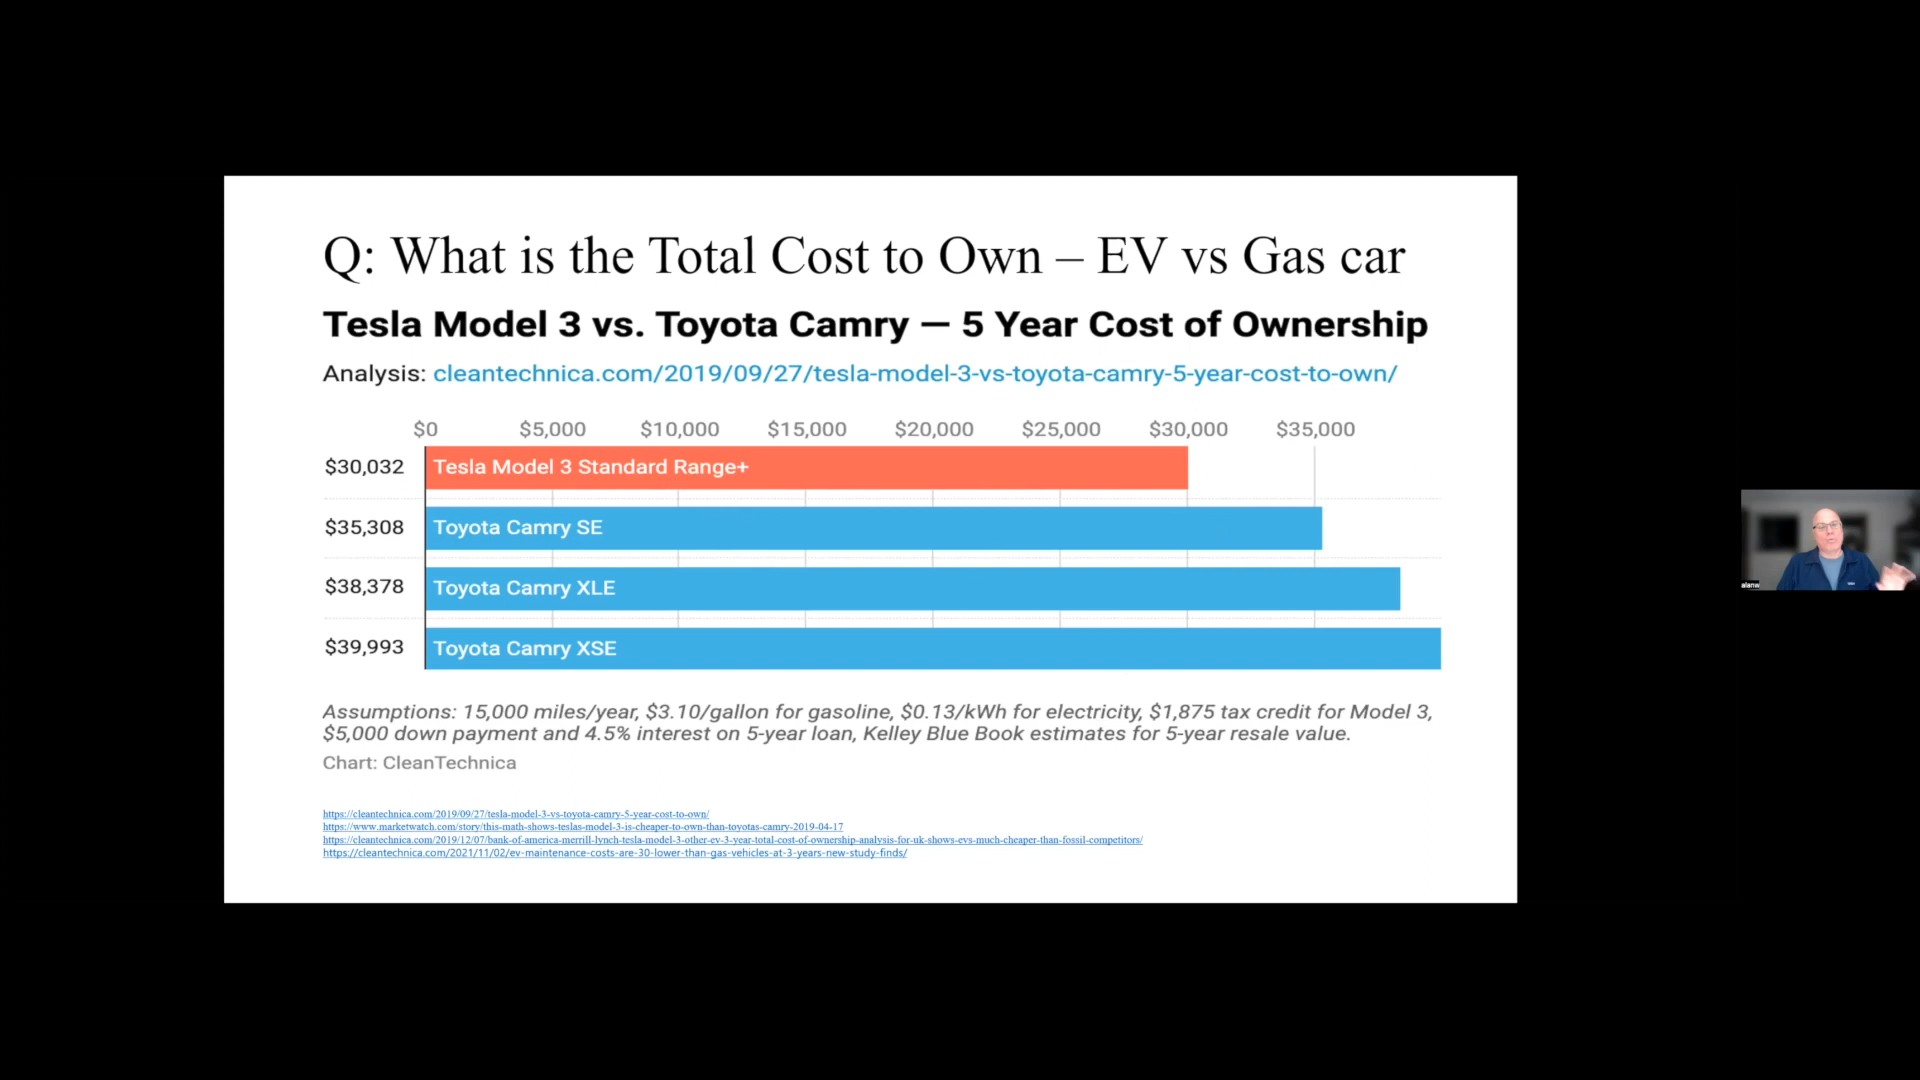 Q: What is the Total Cost to Own – EV vs Gas car
Tesla Model 3 vs. Toyota Camry — 5 Year Cost of Ownership
Analysis: cleantechnica.com/2019/09/27/tesla-model-3-vs-toyota-camry-5-year-cost-to-own/
$0 $5,000 $10,000 $15,000 $20,000 $25,000 $30,000 $35,000
$30,032 Tesla Model 3 Standard Range+
$35,308 Toyota Camry SE
$38,378 Toyota Camry XLE
$39,993 Toyota Camry XSE
Assumptions: 15,000 miles/year, $3.10/gallon for gasoline, $0.13/kWh for electricity, $1,875 tax credit for Model 3,
$5,000 down payment and 4.5% interest on 5-year loan, Kelley Blue Book estimates for 5-year resale value.
Chart: CleanTechnica
https://cleantechnica.com/2019/09/27/tesla-model-3-vs-toyota-camry-5-year-cost-to-own/
https://www.marketwatch.com/story/this-math-shows-teslas-model-3-is-cheaper-to-own-than-toyotas-camry-2019-04-17
https://cleantechnica.com/2019/12/07/bank-of-america-merrill-lynch-tesla-model-3-other-ev-3-year-total-cost-of-ownership-analysis-for-uk-shows-evs-much-cheaper-than-fossil-competitors/
https://cleantechnica.com/2021/11/02/ev-maintenance-costs-are-30-lower-than-gas-vehicles-at-3-years-new-study-finds/
alanw